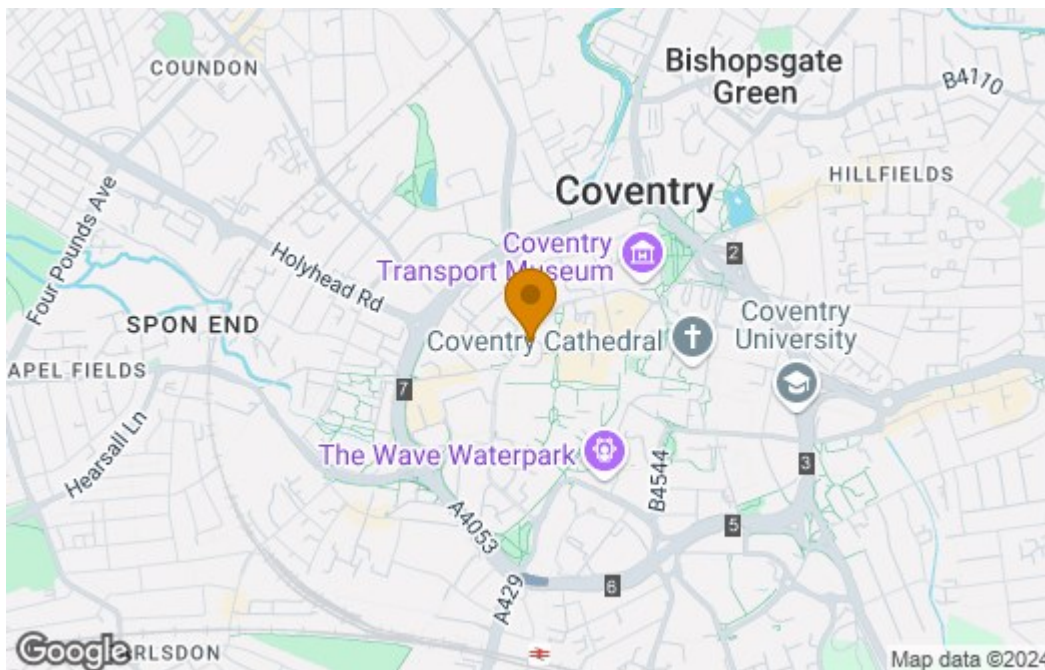 COUNDON
Bishopsgate
Green
B4110
HILLFIELDS
Four Pounds Ave
Coventry
Coventry
Transport Museum
2
Holyhead Rd
SPON END
Coventry Cathedral
Coventry
University
APEL FIELDS
7
Hearsall Ln
The Wave Waterpark
B4544
3
A4053
5
6
A429
Google
ARLSDON
Map data ©2024